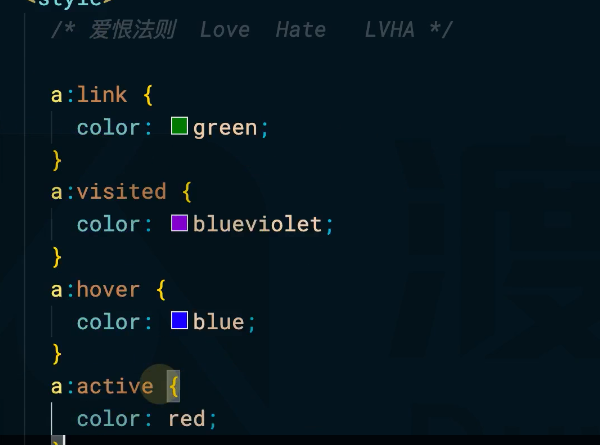 <style>
/* 爱恨法则  Love  Hate   LVHA */
a:link {
color: green;
}
a:visited {
color: blueviolet;
}
a:hover {
color: blue;
}
a:active {
color: red;
}